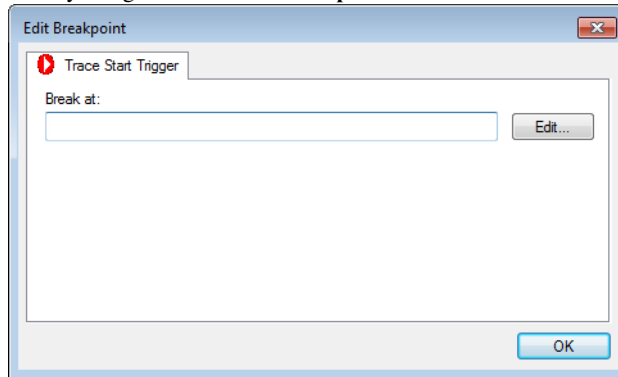 Edit Breakpoint
Trace Start Trigger
Break at:
Edit...
OK